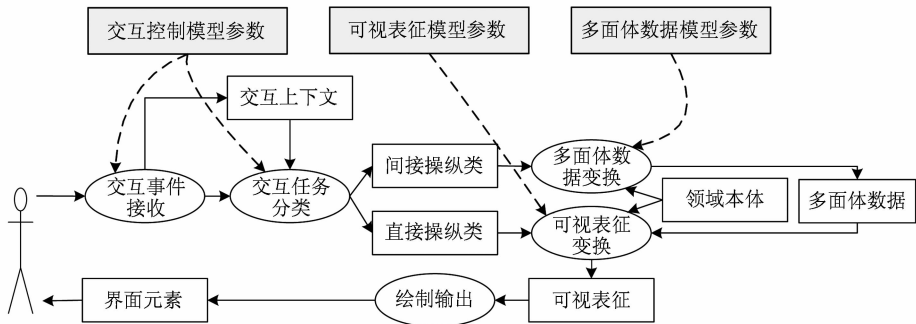 交互控制模型参数
可视表征模型参数
多面体数据模型参数
交互上下文
间接操纵类
多面体数
据变换
交互事件
接收
交互任务
分类
领域本体
多面体数据
直接操纵类
可视表征
变换
界面元素
绘制输出
可视表征